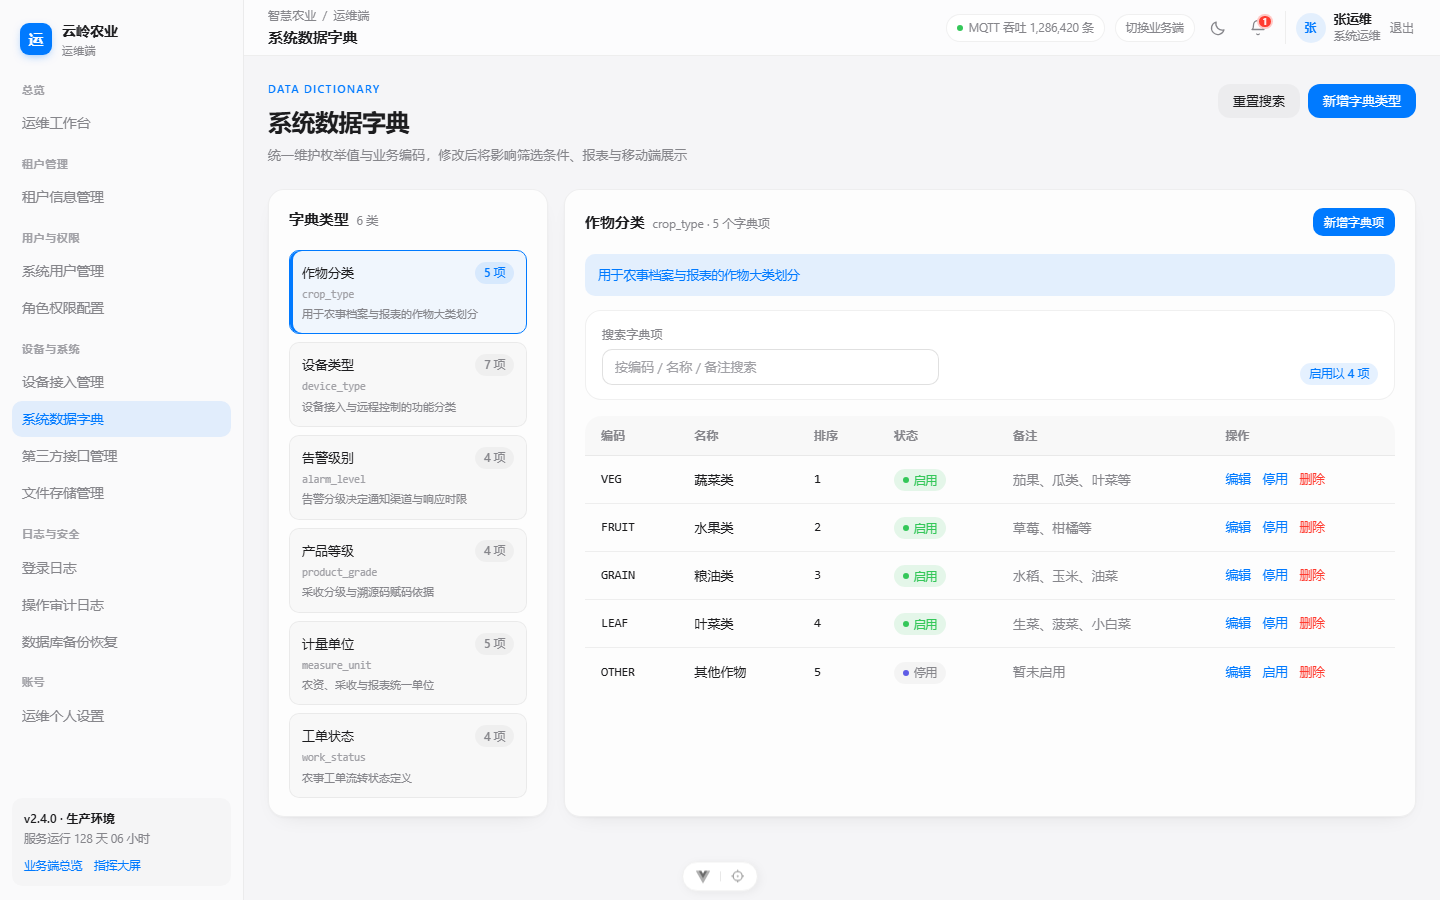 运
云岭农业
运维端
总览
运维工作台
租户管理
租户信息管理
用户与权限
系统用户管理
角色权限配置
设备与系统
设备接入管理
系统数据字典
第三方接口管理
文件存储管理
日志与安全
登录日志
操作审计日志
数据库备份恢复
账号
运维个人设置
v2.4.0 · 生产环境
服务运行 128 天 06 小时
业务端总览 指挥大屏
智慧农业 / 运维端
系统数据字典
MQTT 吞吐 1,286,420 条
切换业务端
1
张
张运维
系统运维
退出
DATA DICTIONARY
系统数据字典
统一维护枚举值与业务编码，修改后将影响筛选条件、报表与移动端展示
重置搜索
新增字典类型
字典类型 6 类
作物分类 5 项
crop_type
用于农事档案与报表的作物大类划分
设备类型 7 项
device_type
设备接入与远程控制的功能分类
告警级别 4 项
alarm_level
告警分级决定通知渠道与响应时限
产品等级 4 项
product_grade
采收分级与溯源码赋码依据
计量单位 5 项
measure_unit
农资、采收与报表统一单位
工单状态 4 项
work_status
农事工单流转状态定义
作物分类 crop_type · 5 个字典项
新增字典项
用于农事档案与报表的作物大类划分
搜索字典项
按编码 / 名称 / 备注搜索
启用以 4 项
编码 名称 排序 状态 备注 操作
VEG 蔬菜类 1 启用 茄果、瓜类、叶菜等 编辑 停用 删除
FRUIT 水果类 2 启用 草莓、柑橘等 编辑 停用 删除
GRAIN 粮油类 3 启用 水稻、玉米、油菜 编辑 停用 删除
LEAF 叶菜类 4 启用 生菜、菠菜、小白菜 编辑 停用 删除
OTHER 其他作物 5 停用 暂未启用 编辑 启用 删除